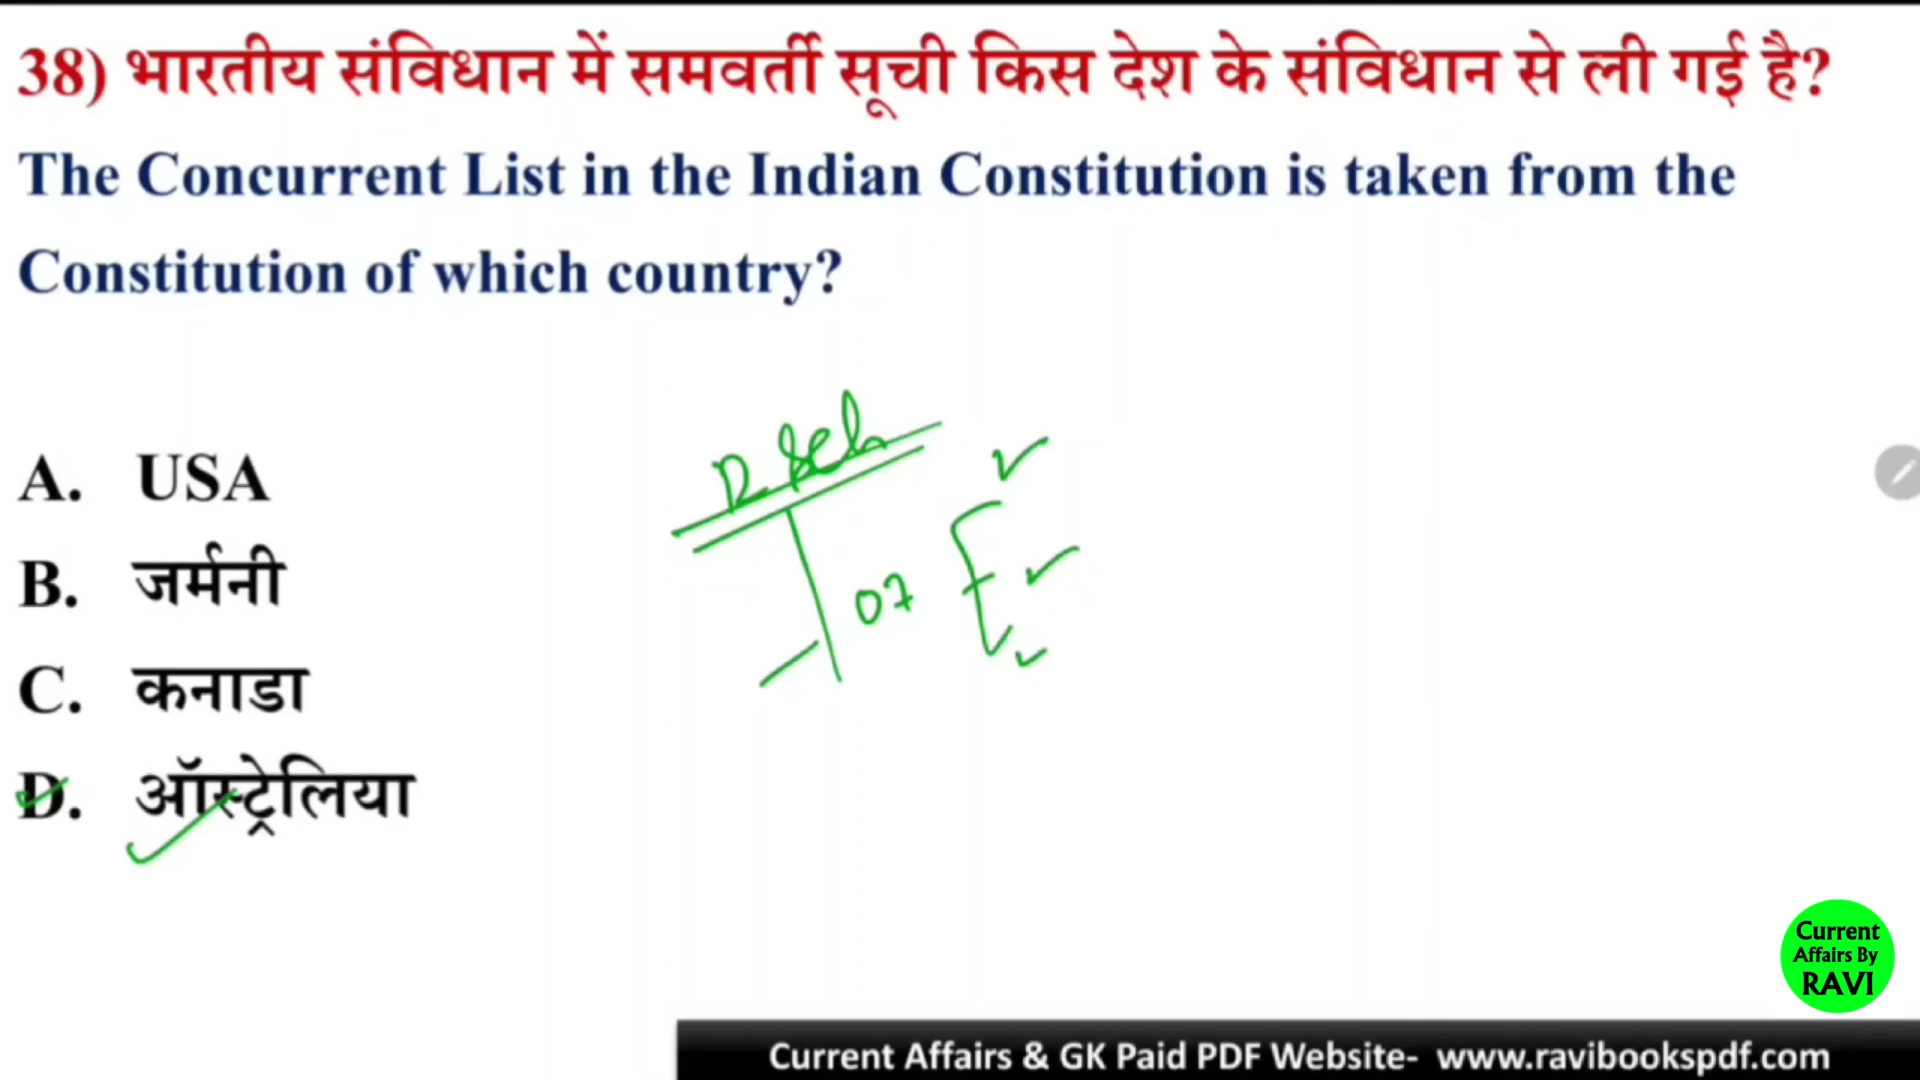 38) भारतीय संविधान में समवर्ती सूची किस देश के संविधान से ली गई है?
The Concurrent List in the Indian Constitution is taken from the
Constitution of which country?
A. USA
B. जर्मनी
C. कनाडा
D. ऑस्ट्रेलिया
07
Current
Affairs By
RAVI
Current Affairs & GK Paid PDF Website- www.ravibookspdf.com